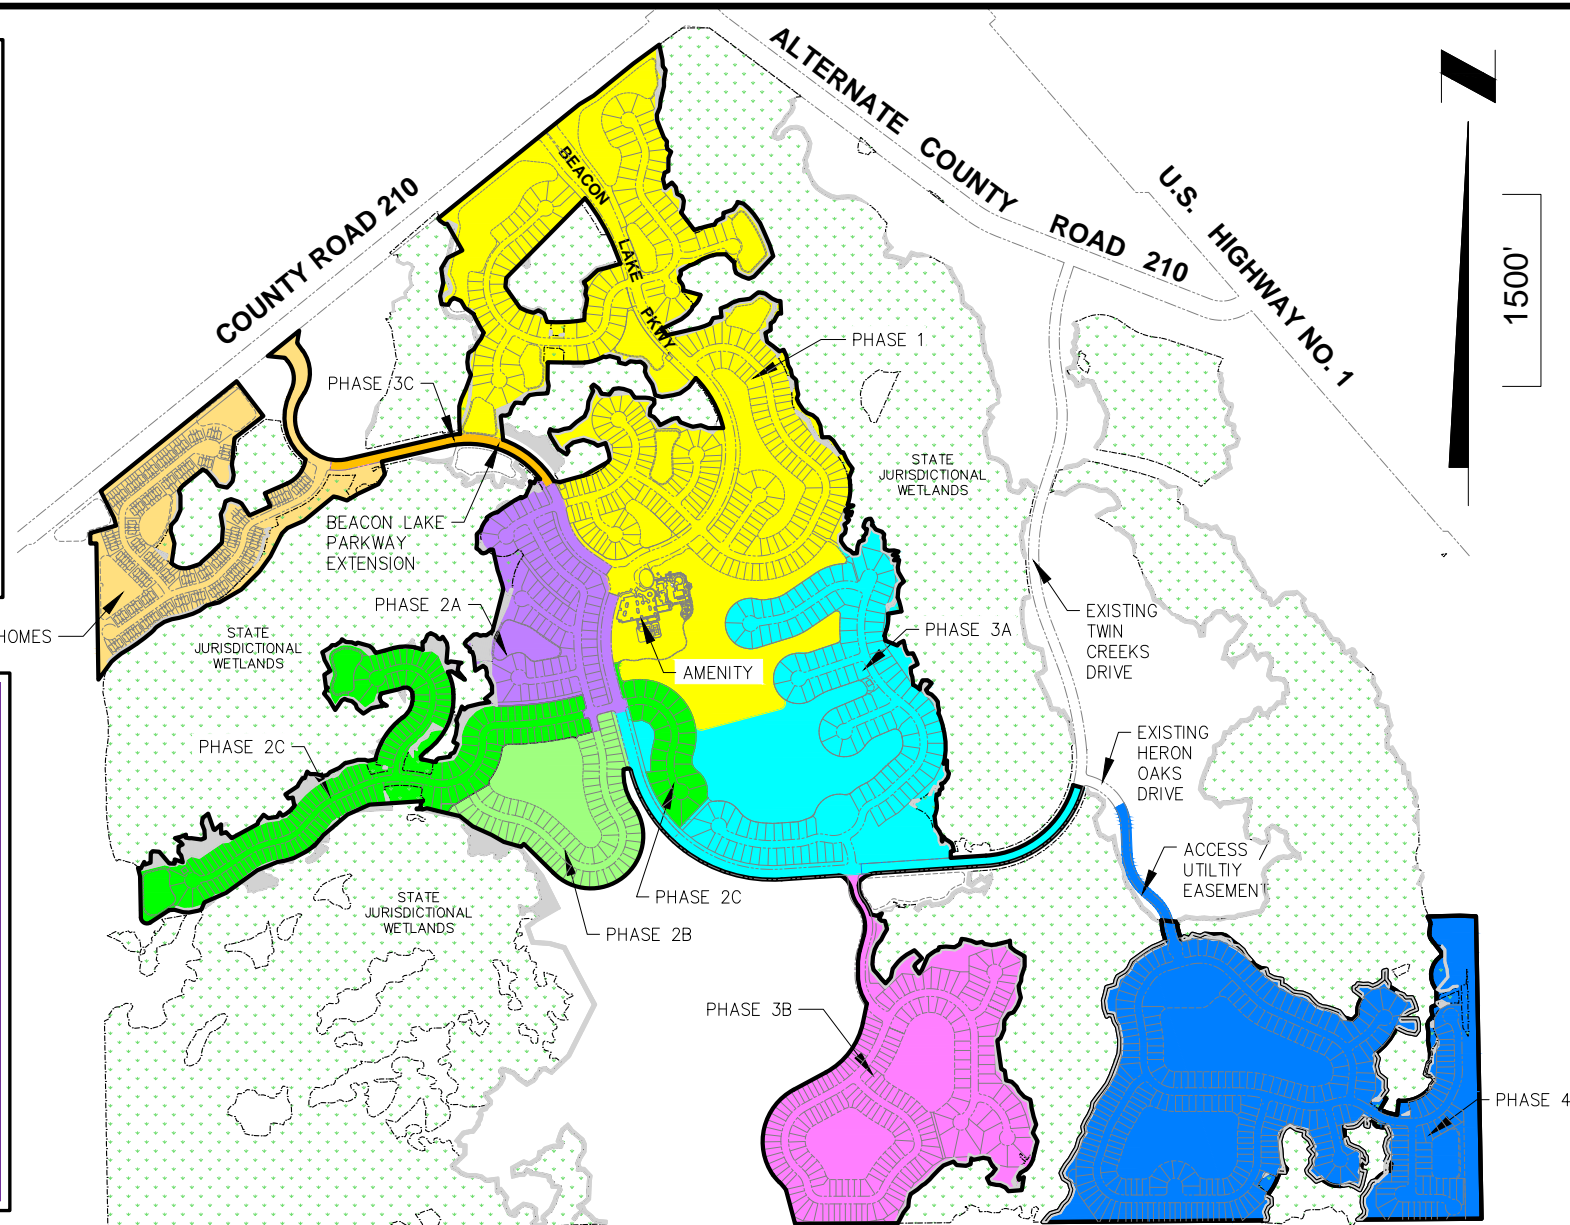 ALTERNATE COUNTY ROAD 210
U.S. HIGHWAY NO. 1
COUNTY ROAD 210
1500'
BEACON LAKE PKWY
PHASE 1
PHASE 3C
STATE
JURISDICTIONAL
WETLANDS
BEACON LAKE
PARKWAY
EXTENSION
PHASE 2A
HOMES
STATE
JURISDICTIONAL
WETLANDS
EXISTING
TWIN
CREEKS
DRIVE
PHASE 3A
AMENITY
PHASE 2C
EXISTING
HERON
OAKS
DRIVE
ACCESS
UTILTIY
EASEMENT
STATE
JURISDICTIONAL
WETLANDS
PHASE 2C
PHASE 2B
PHASE 3B
PHASE 4